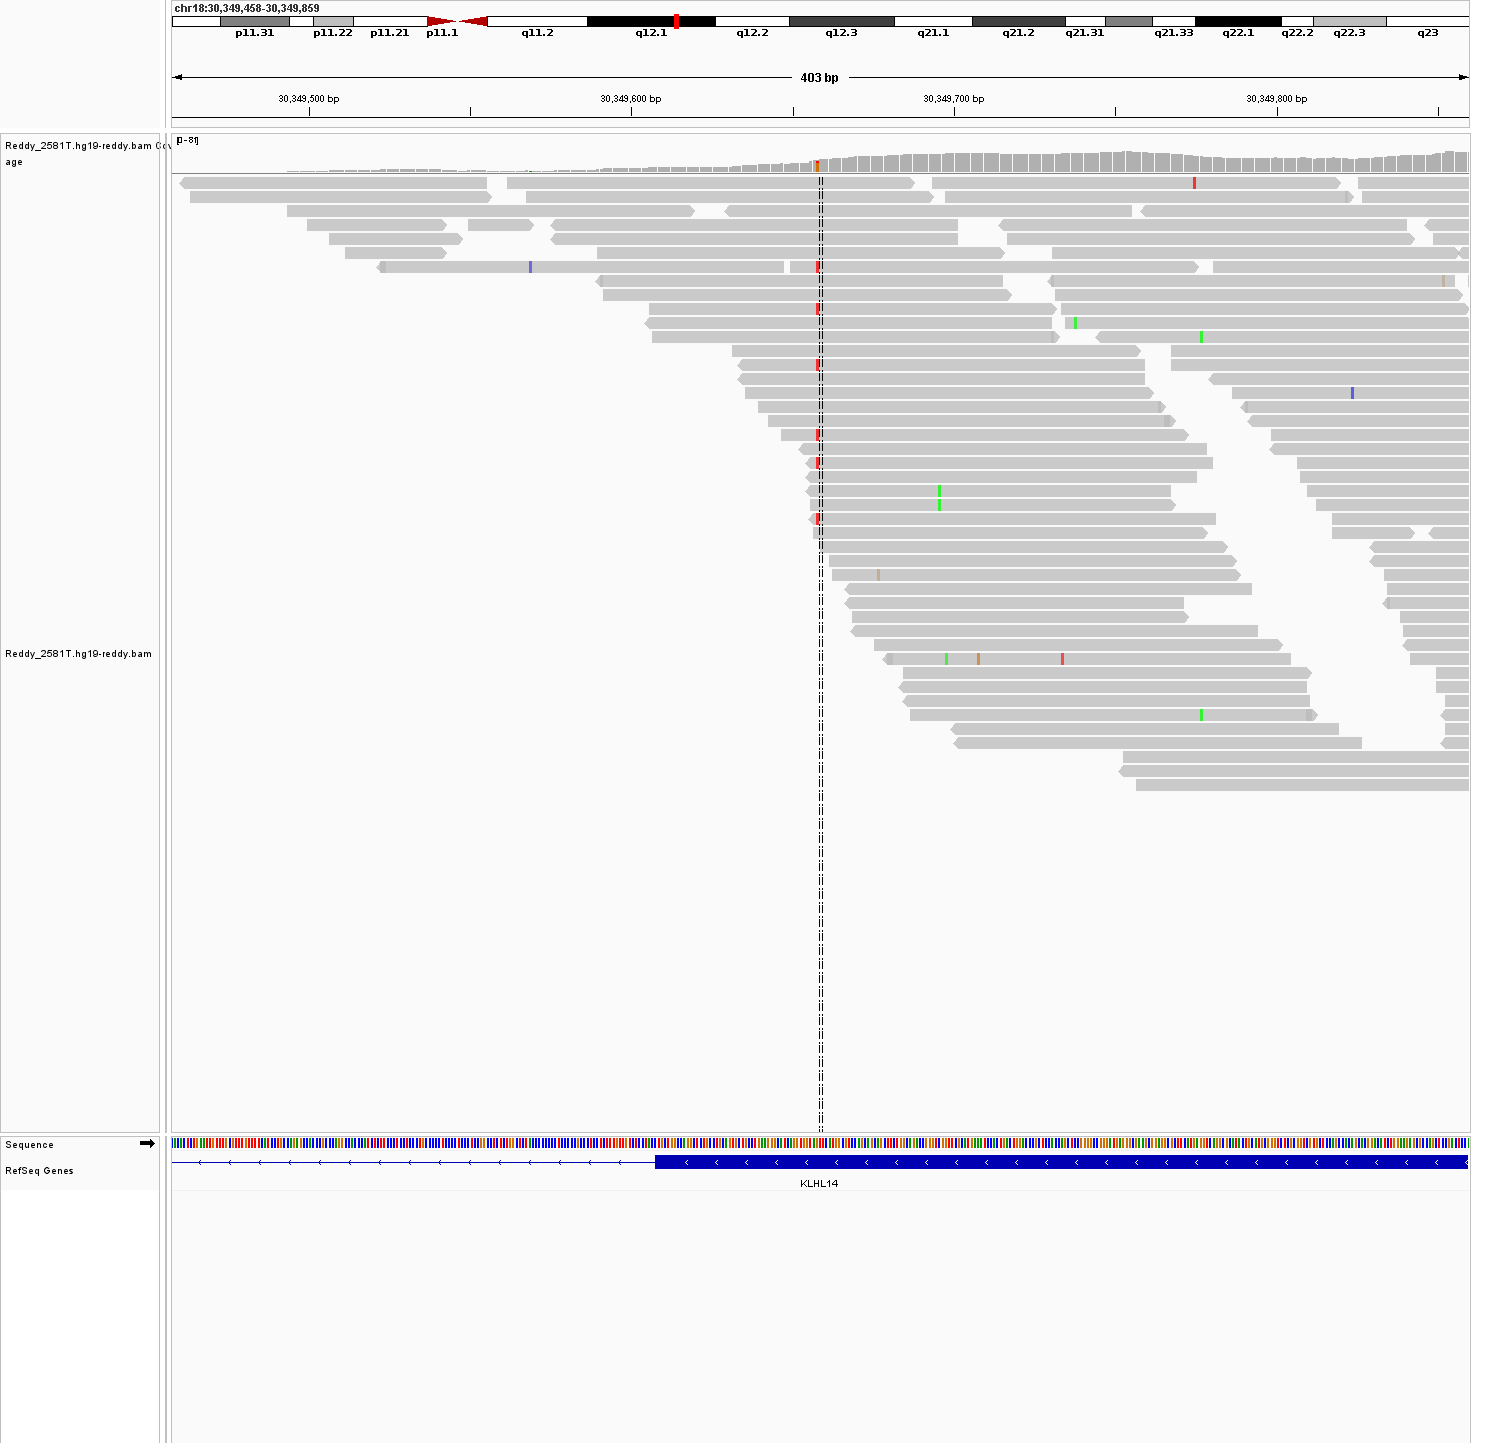 chr18:30,349,458-30,349,859
p11.31 p11.22 p11.21 p11.1 q11.2 q12.1 q12.2 q12.3 q21.1 q21.2 q21.31 q21.33 q22.1 q22.2 q22.3 q23
403 bp
30,349,500 bp 30,349,600 bp 30,349,700 bp 30,349,800 bp
[0-81]
Reddy_2581T.hg19-reddy.bam Cov
age
Reddy_2581T.hg19-reddy.bam
Sequence
RefSeq Genes
KLHL14